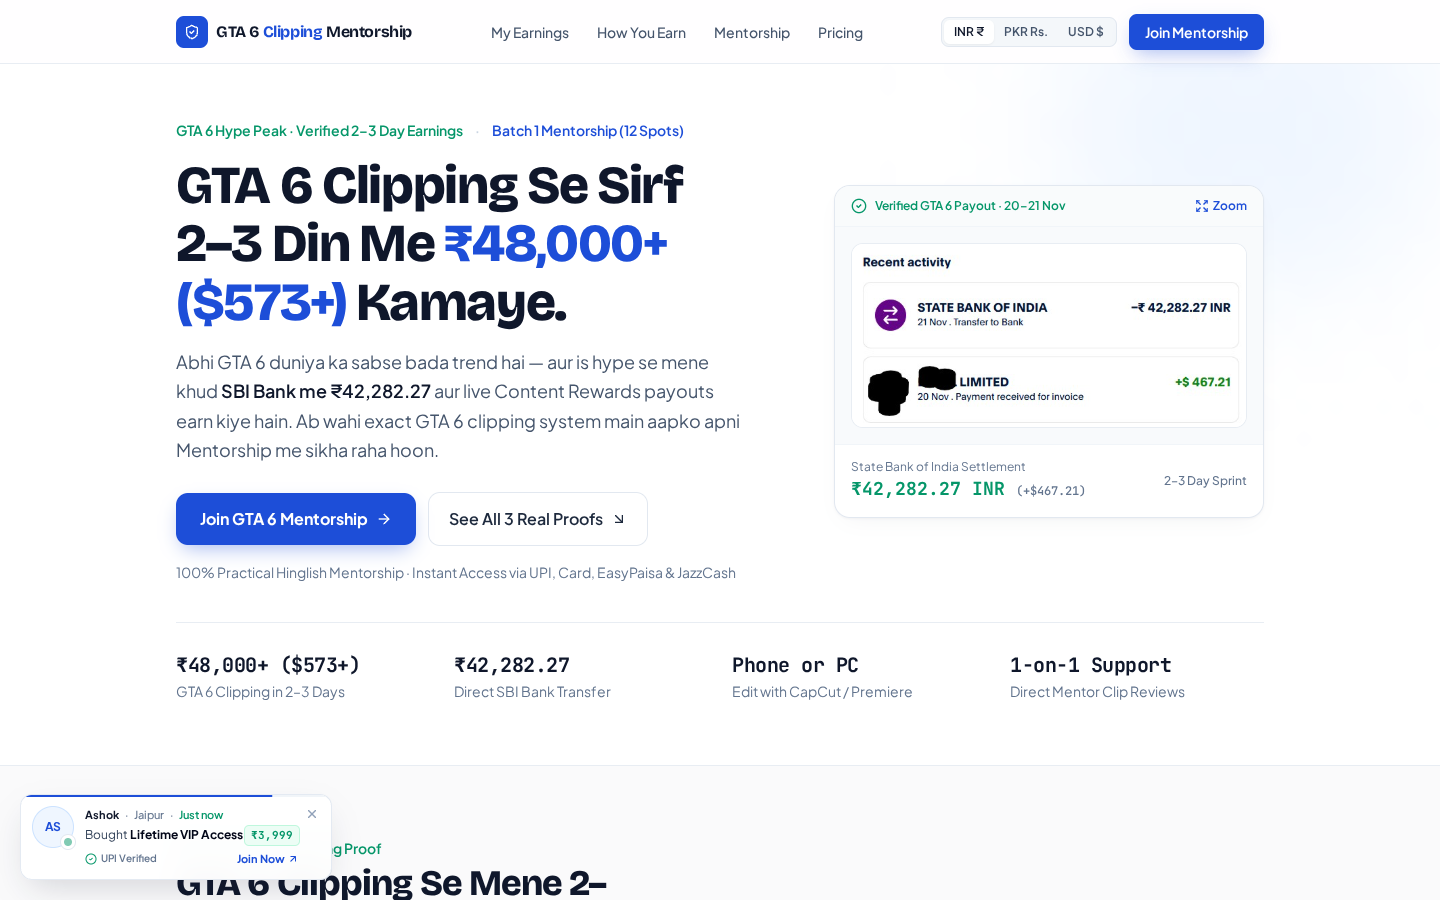 GTA 6 Clipping Mentorship
My Earnings
How You Earn
Mentorship
Pricing
INR ₹
PKR Rs.
USD $
Join Mentorship
GTA 6 Hype Peak · Verified 2–3 Day Earnings · Batch 1 Mentorship (12 Spots)
GTA 6 Clipping Se Sirf
2–3 Din Me ₹48,000+
($573+) Kamaye.
Abhi GTA 6 duniya ka sabse bada trend hai — aur is hype se mene
khud SBI Bank me ₹42,282.27 aur live Content Rewards payouts
earn kiye hain. Ab wahi exact GTA 6 clipping system main aapko apni
Mentorship me sikha raha hoon.
Join GTA 6 Mentorship
See All 3 Real Proofs
100% Practical Hinglish Mentorship · Instant Access via UPI, Card, EasyPaisa & JazzCash
Verified GTA 6 Payout · 20–21 Nov
Zoom
Recent activity
STATE BANK OF INDIA
−₹ 42,282.27 INR
21 Nov . Transfer to Bank
LIMITED
+$ 467.21
20 Nov . Payment received for invoice
State Bank of India Settlement
₹42,282.27 INR (+$467.21)
2–3 Day Sprint
₹48,000+ ($573+)
GTA 6 Clipping in 2–3 Days
₹42,282.27
Direct SBI Bank Transfer
Phone or PC
Edit with CapCut / Premiere
1-on-1 Support
Direct Mentor Clip Reviews
AS
Ashok · Jaipur · Just now
Bought Lifetime VIP Access ₹3,999
UPI Verified
Join Now
Proof
GTA 6 Clipping Se Mene 2–